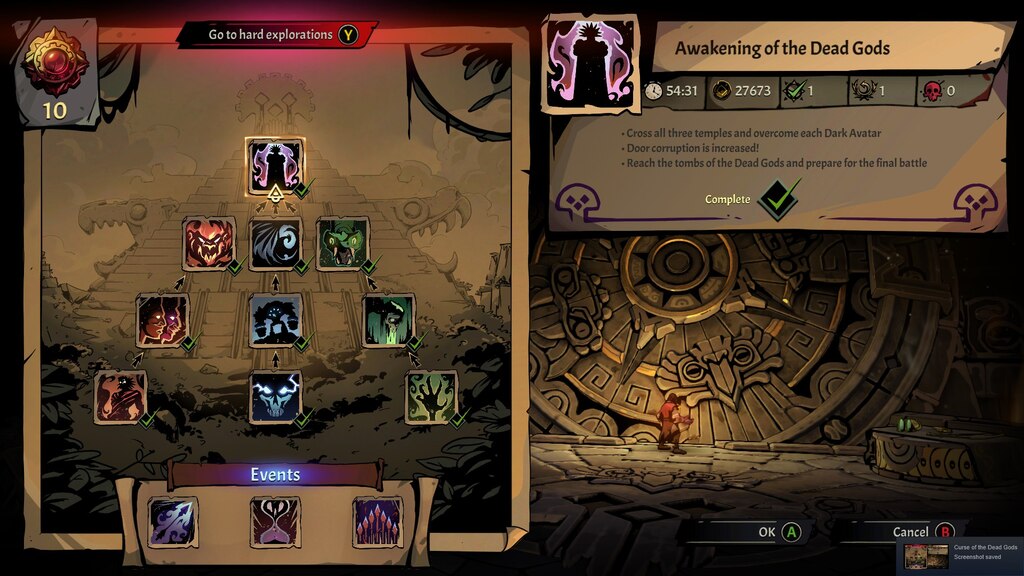 Go to hard explorations Y
10
Events
Awakening of the Dead Gods
54:31 27673 1 1 0
• Cross all three temples and overcome each Dark Avatar
• Door corruption is increased!
• Reach the tombs of the Dead Gods and prepare for the final battle
Complete
OK A Cancel B
Curse of the Dead Gods
Screenshot saved